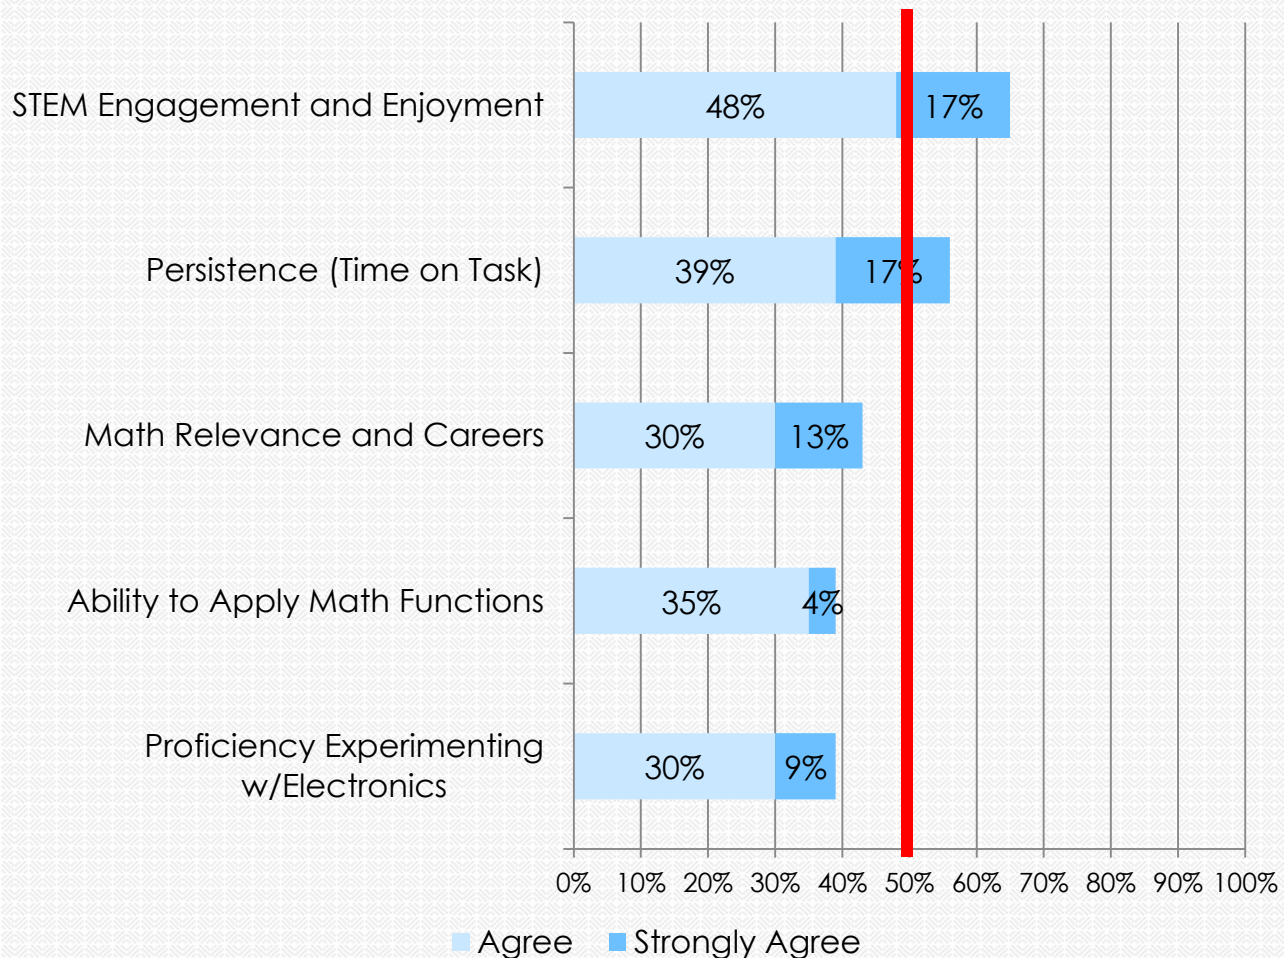 STEM Engagement and Enjoyment
48%
17%
Persistence (Time on Task)
39%
17%
Math Relevance and Careers
30%
13%
Ability to Apply Math Functions
35%
4%
Proficiency Experimenting
w/Electronics
30%
9%
0% 10% 20% 30% 40% 50% 60% 70% 80% 90% 100%
Agree Strongly Agree